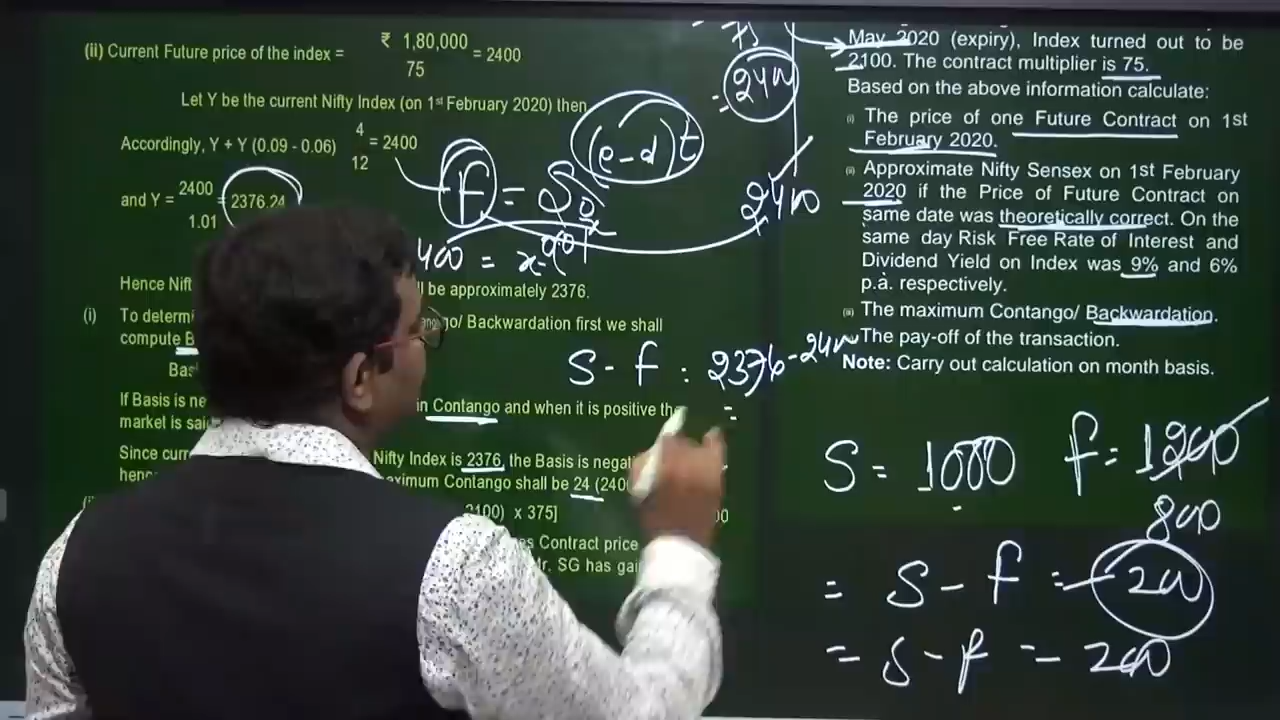 (ii) Current Future price of the index = ₹ 1,80,000 / 75 = 2400
Let Y be the current Nifty Index (on 1st February 2020) then
Accordingly, Y + Y (0.09 - 0.06) 4 / 12 = 2400
and Y = 2400 / 1.01 = 2376.24
Hence Nif
ll be approximately 2376.
(i) To determi
go/ Backwardation first we shall
compute B
Bas
If Basis is ne
in Contango and when it is positive the
market is sai
Since curr
Nifty Index is 2376, the Basis is negati
henc
aximum Contango shall be 24 (2400
2100) x 375]
00
es Contract price
Mr. SG has gai
75
= 2400
F = S
(e-d)t
2400
400 = x
S - F : 2376 - 2400
=
May 2020 (expiry), Index turned out to be
2100. The contract multiplier is 75.
Based on the above information calculate:
(i) The price of one Future Contract on 1st
February 2020.
(ii) Approximate Nifty Sensex on 1st February
2020 if the Price of Future Contract on
same date was theoretically correct. On the
same day Risk Free Rate of Interest and
Dividend Yield on Index was 9% and 6%
p.a. respectively.
(iii) The maximum Contango/ Backwardation.
The pay-off of the transaction.
Note: Carry out calculation on month basis.
S = 1000 F = 1200
800
= S - F = - 200
= S - F = 200